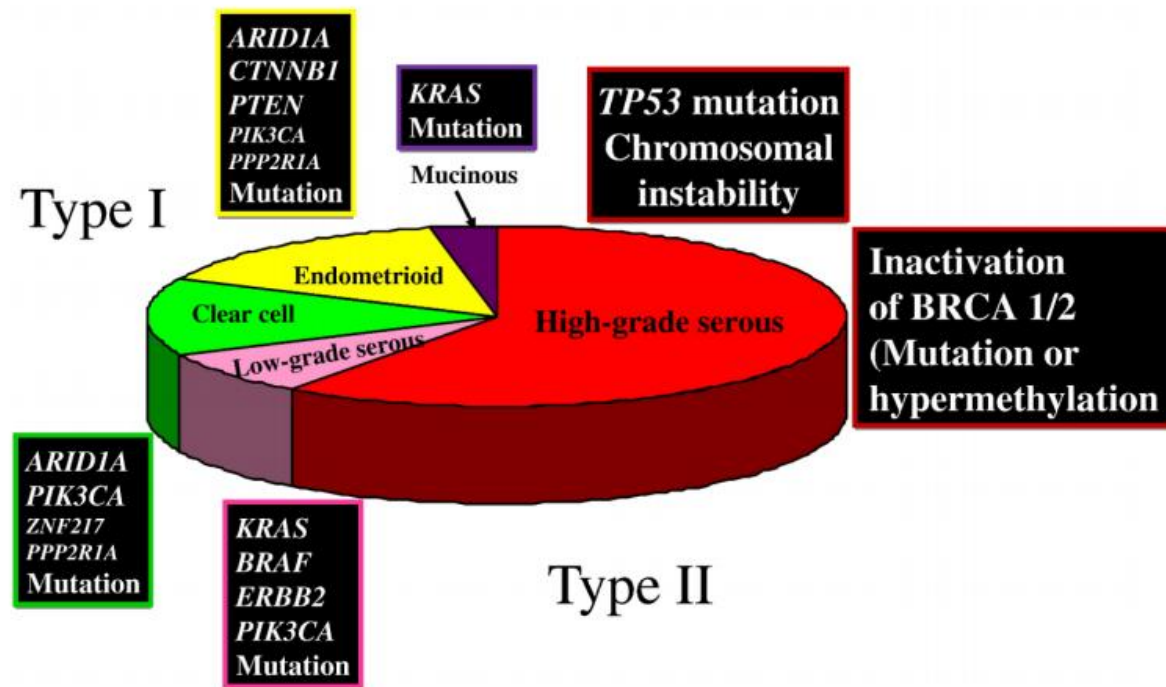 ARID1A
CTNNB1
PTEN
PIK3CA
PPP2R1A
Mutation
KRAS
Mutation
Mucinous
TP53 mutation
Chromosomal
instability
Type I
Endometrioid
Clear cell
Low-grade serous
High-grade serous
Inactivation
of BRCA 1/2
(Mutation or
hypermethylation
ARID1A
PIK3CA
ZNF217
PPP2R1A
Mutation
KRAS
BRAF
ERBB2
PIK3CA
Mutation
Type II